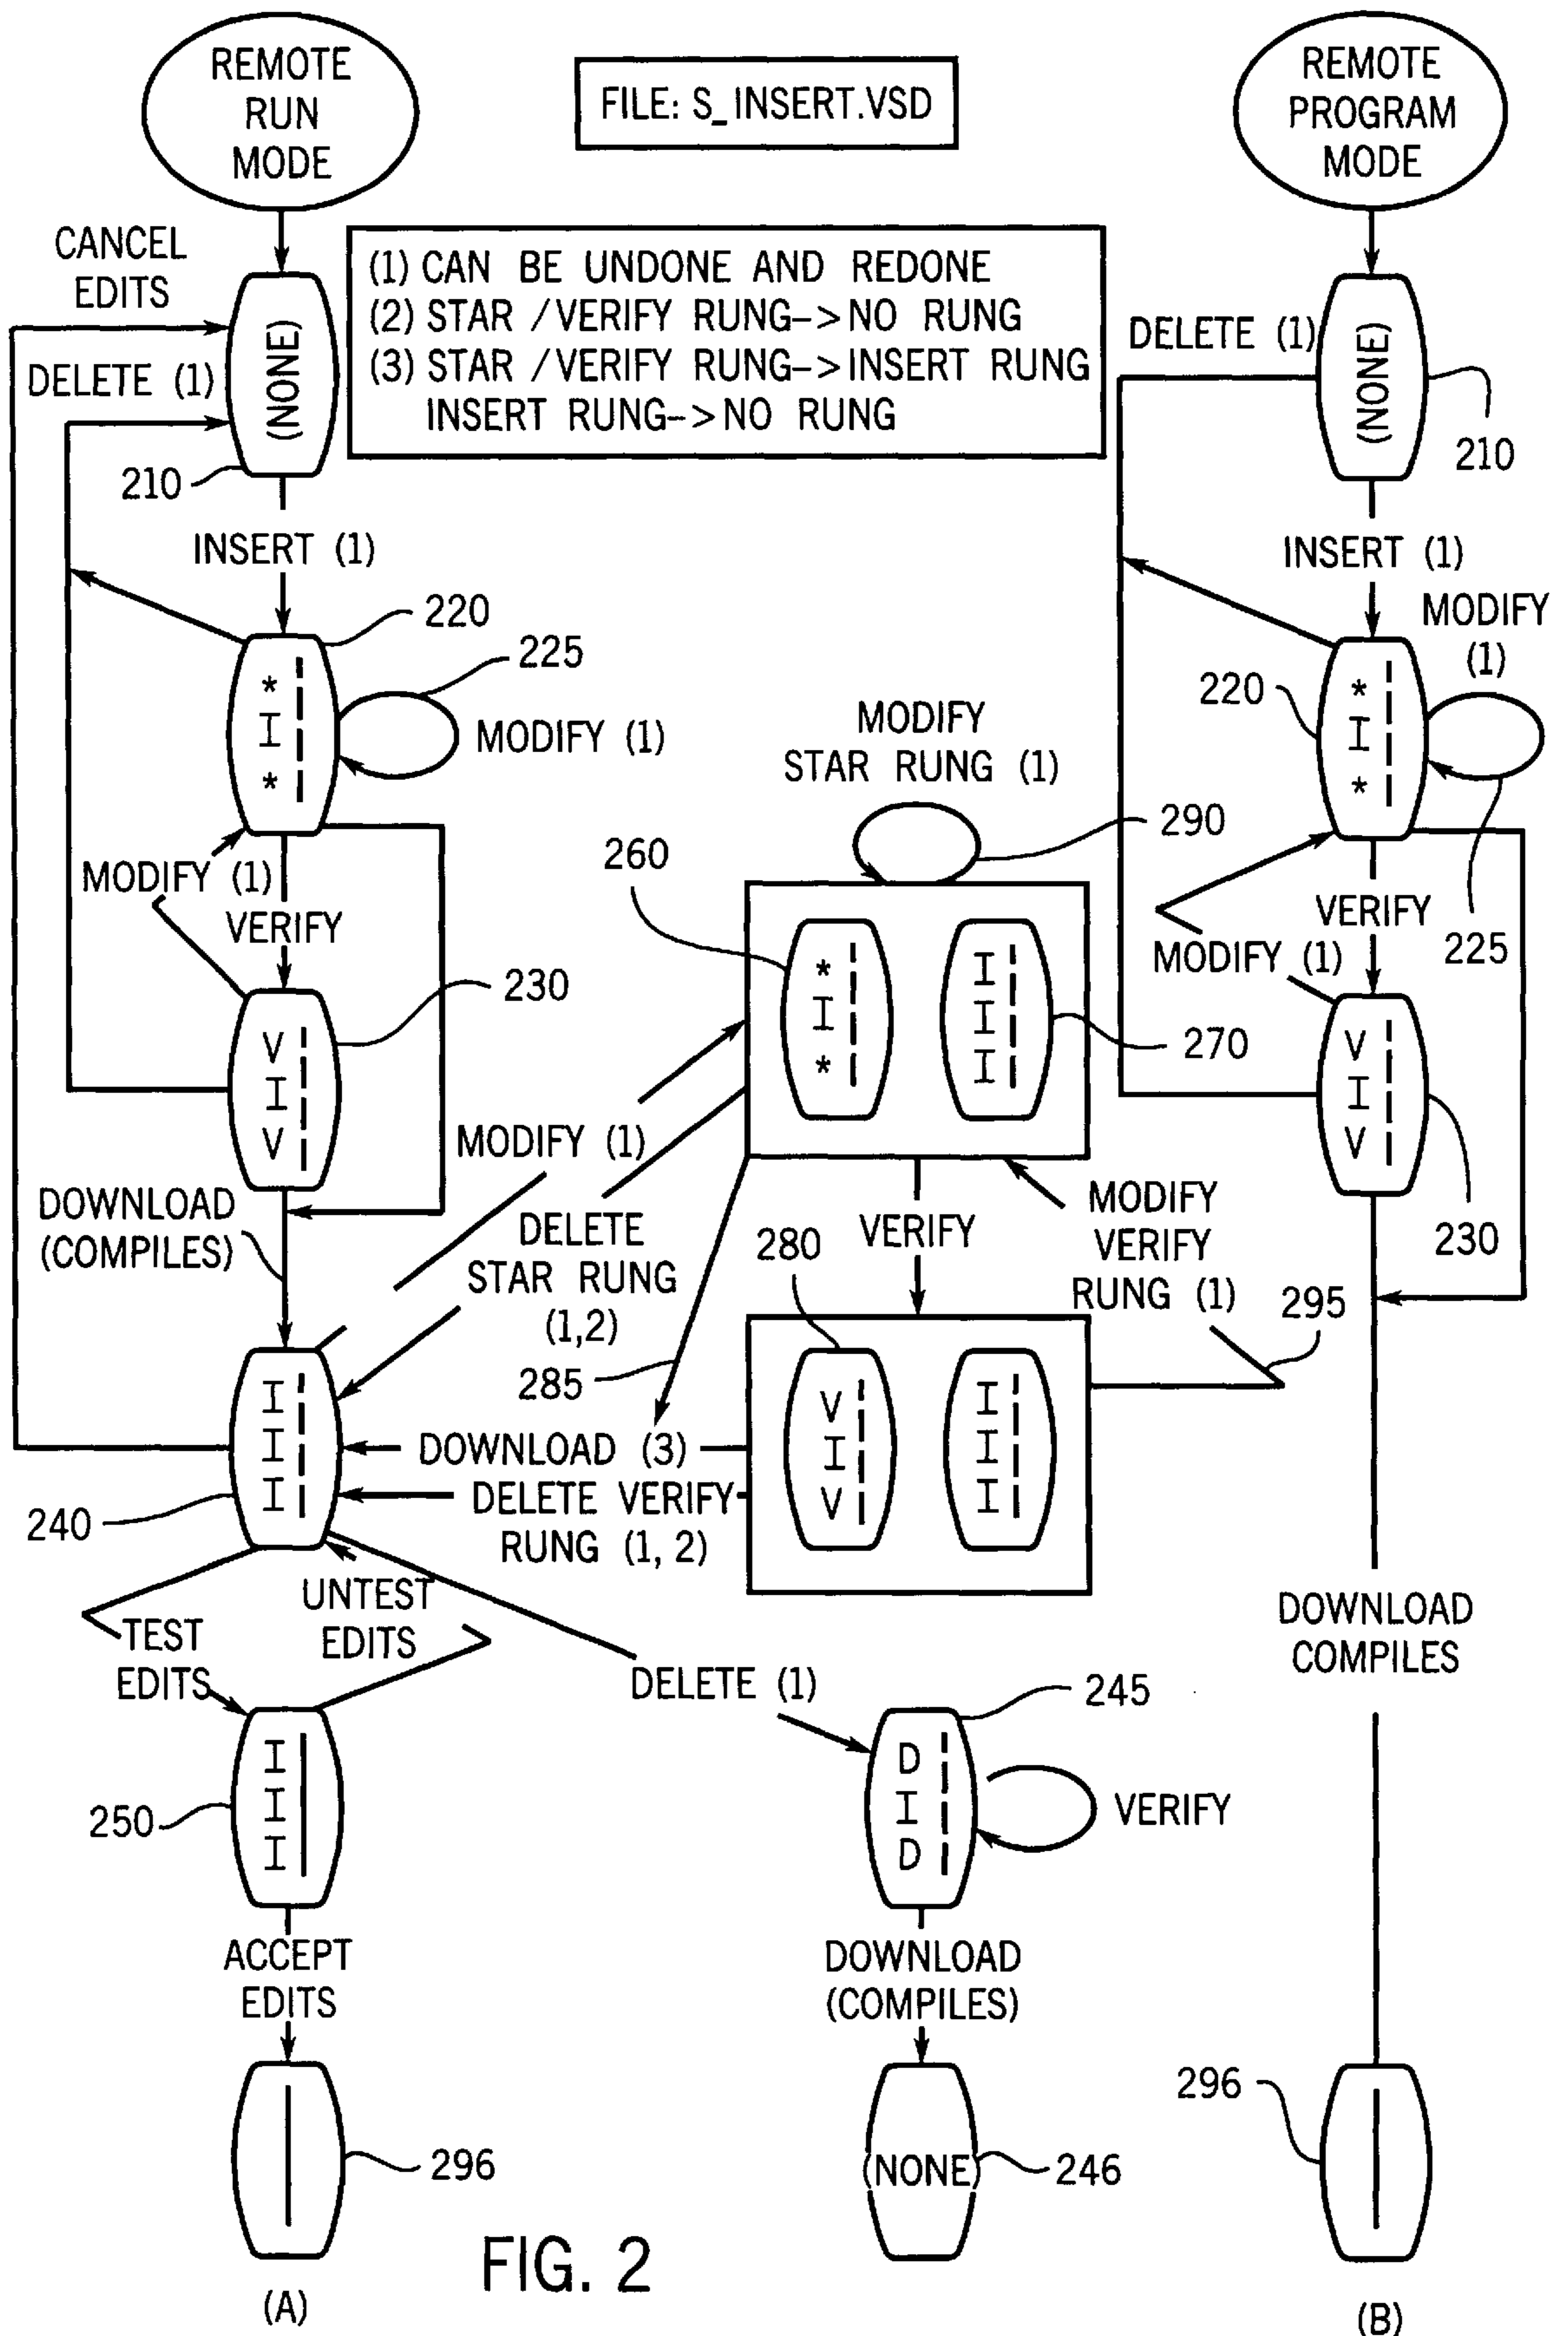 REMOTE
RUN
MODE
FILE: S_INSERT.VSD
REMOTE
PROGRAM
MODE
CANCEL
EDITS
DELETE (1)
(NONE)
210
(1) CAN BE UNDONE AND REDONE
(2) STAR /VERIFY RUNG->NO RUNG
(3) STAR /VERIFY RUNG->INSERT RUNG
INSERT RUNG->NO RUNG
DELETE (1)
(NONE)
210
INSERT (1)
220
225
*
I
*
MODIFY (1)
MODIFY (1)
VERIFY
230
V
I
V
DOWNLOAD
(COMPILES)
INSERT (1)
MODIFY
(1)
220
*
I
*
VERIFY
225
MODIFY (1)
V
I
V
230
MODIFY
STAR RUNG (1)
290
260
*
I
*
I
I
I
270
MODIFY (1)
DELETE
STAR RUNG
(1,2)
285
VERIFY
MODIFY
VERIFY
RUNG (1)
280
295
V
I
V
I
I
I
DOWNLOAD (3)
DELETE VERIFY
RUNG (1, 2)
I
I
I
240
UNTEST
EDITS
TEST
EDITS
DELETE (1)
245
D
I
D
VERIFY
DOWNLOAD
COMPILES
250
I
I
I
ACCEPT
EDITS
DOWNLOAD
(COMPILES)
296
(NONE)
246
296
FIG. 2
(A)
(B)